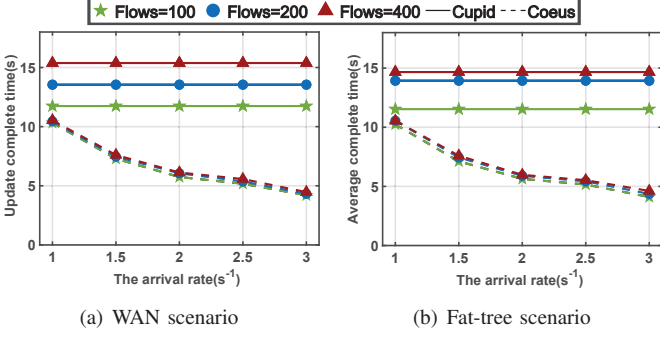 Flows=100 Flows=200 Flows=400 Cupid Coeus
Update complete time(s)
15
10
5
0
1 1.5 2 2.5 3
The arrival rate(s⁻¹)
(a) WAN scenario
Average complete time(s)
15
10
5
0
1 1.5 2 2.5 3
The arrival rate(s⁻¹)
(b) Fat-tree scenario